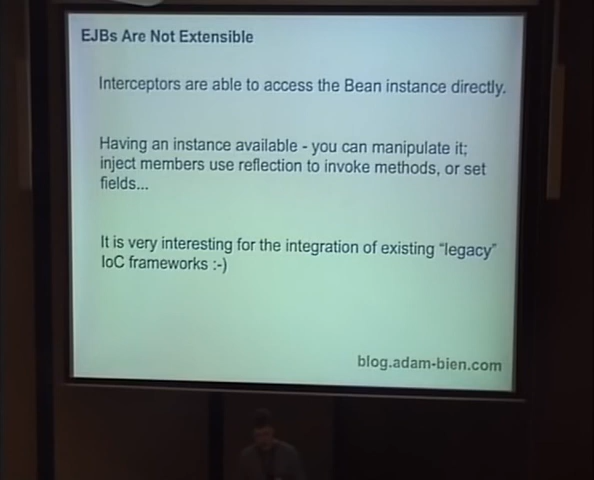 EJBs Are Not Extensible
Interceptors are able to access the Bean instance directly.
Having an instance available - you can manipulate it;
inject members use reflection to invoke methods, or set
fields...
It is very interesting for the integration of existing “legacy”
IoC frameworks :-)
blog.adam-bien.com